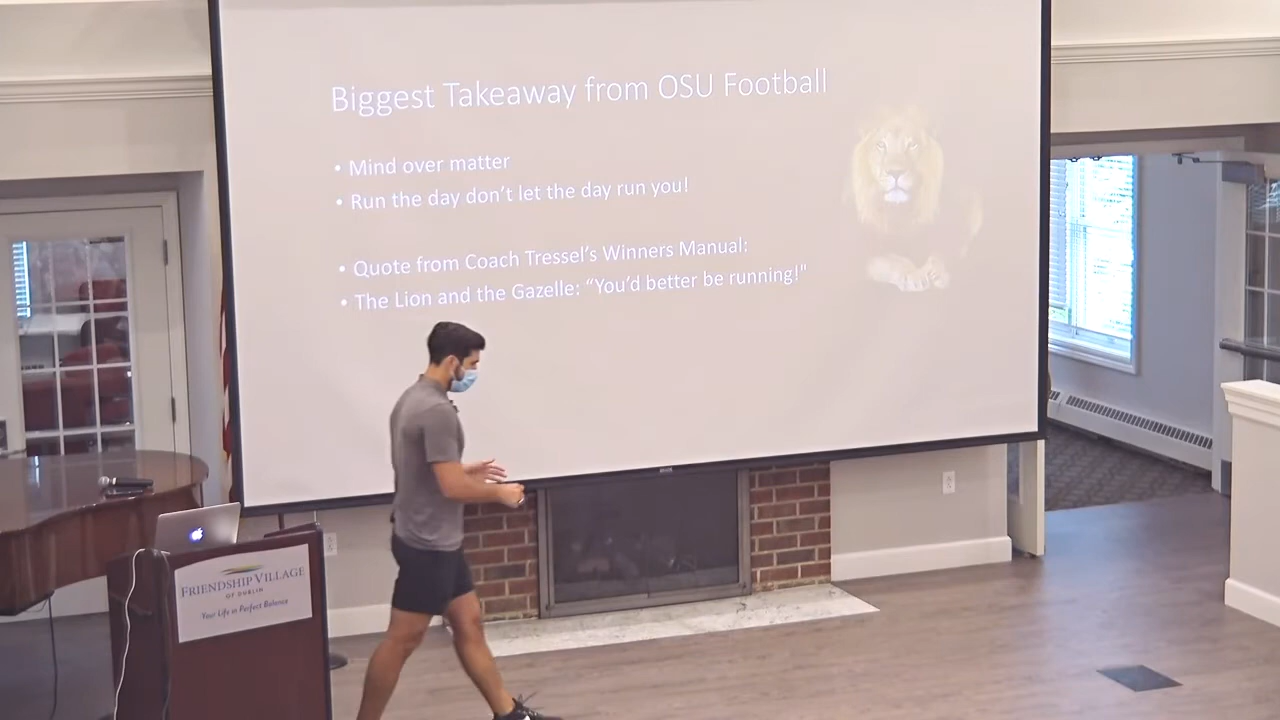 Biggest Takeaway from OSU Football
• Mind over matter
• Run the day don't let the day run you!
• Quote from Coach Tressel's Winners Manual:
• The Lion and the Gazelle: "You'd better be running!"
FRIENDSHIP VILLAGE
OF DUBLIN
Your Life in Perfect Balance